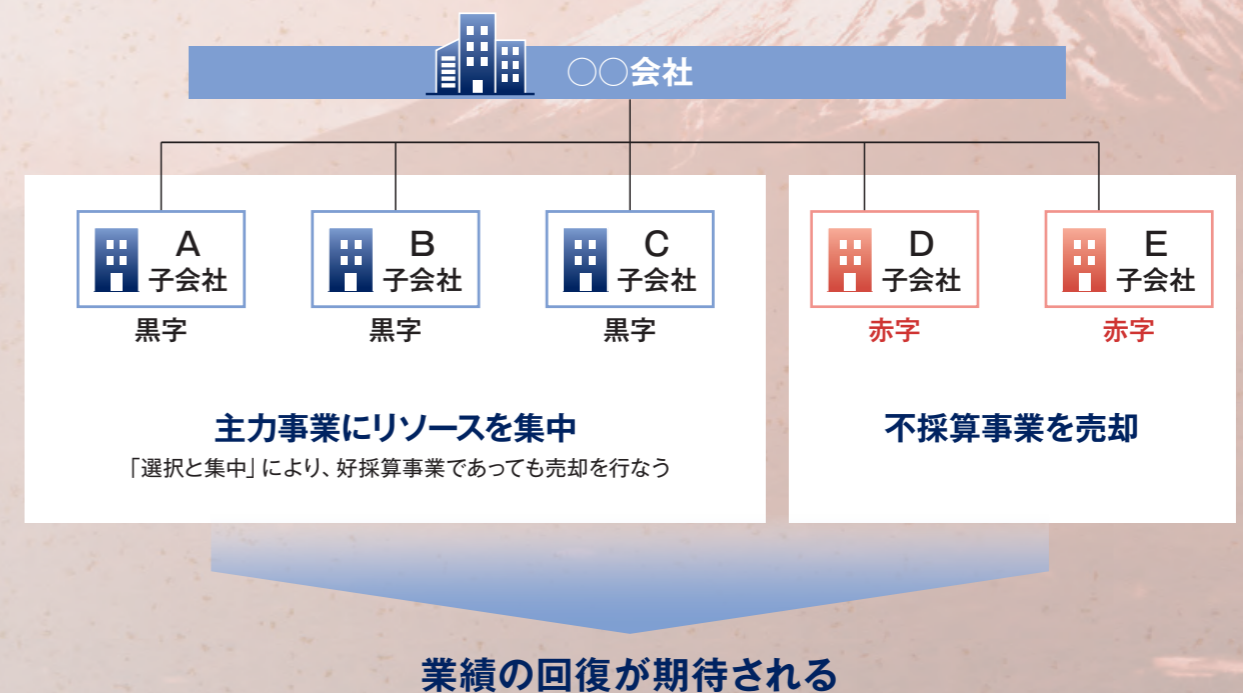 ○○会社
A
子会社
黒字
B
子会社
黒字
C
子会社
黒字
D
子会社
赤字
E
子会社
赤字
主力事業にリソースを集中
「選択と集中」により、好採算事業であっても売却を行なう
不採算事業を売却
業績の回復が期待される